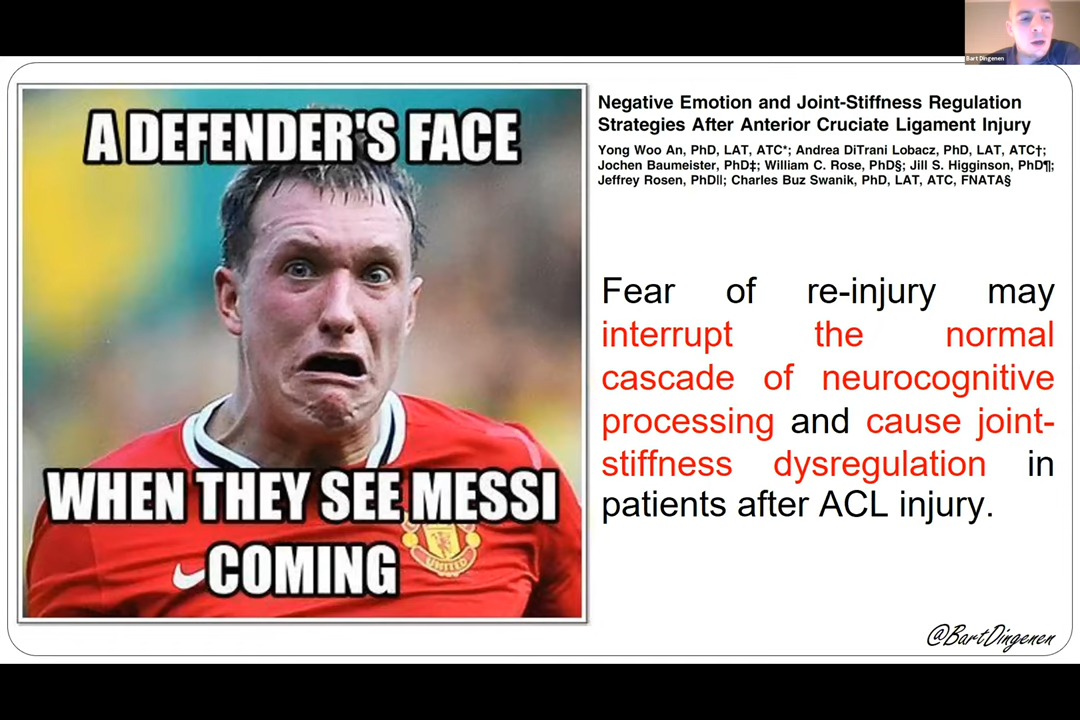 Bart Dingenen
A DEFENDER'S FACE
WHEN THEY SEE MESSI
COMING
UNITED
Negative Emotion and Joint-Stiffness Regulation
Strategies After Anterior Cruciate Ligament Injury
Yong Woo An, PhD, LAT, ATC*; Andrea DiTrani Lobacz, PhD, LAT, ATC†;
Jochen Baumeister, PhD‡; William C. Rose, PhD§; Jill S. Higginson, PhD¶;
Jeffrey Rosen, PhD||; Charles Buz Swanik, PhD, LAT, ATC, FNATA§
Fear of re-injury may
interrupt the normal
cascade of neurocognitive
processing and cause joint-
stiffness dysregulation in
patients after ACL injury.
@BartDingenen